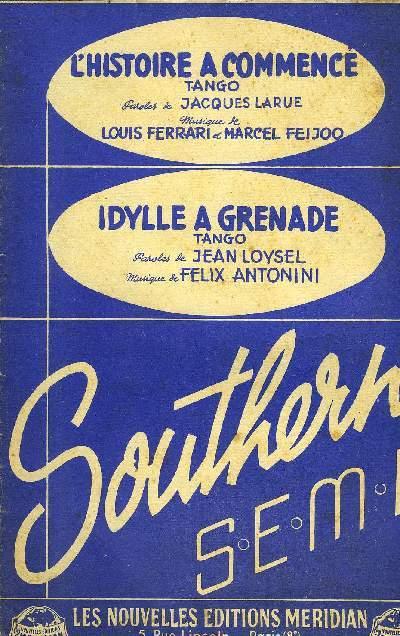 L'HISTOIRE A COMMENCÉ
TANGO
Paroles de JACQUES LARUE
Musique de
LOUIS FERRARI et MARCEL FEIJOO
IDYLLE A GRENADE
TANGO
Paroles de JEAN LOYSEL
Musique de FELIX ANTONINI
Southern
S.E.M.
LES NOUVELLES EDITIONS MERIDIAN
5, Rue Lincoln Paris (8e)